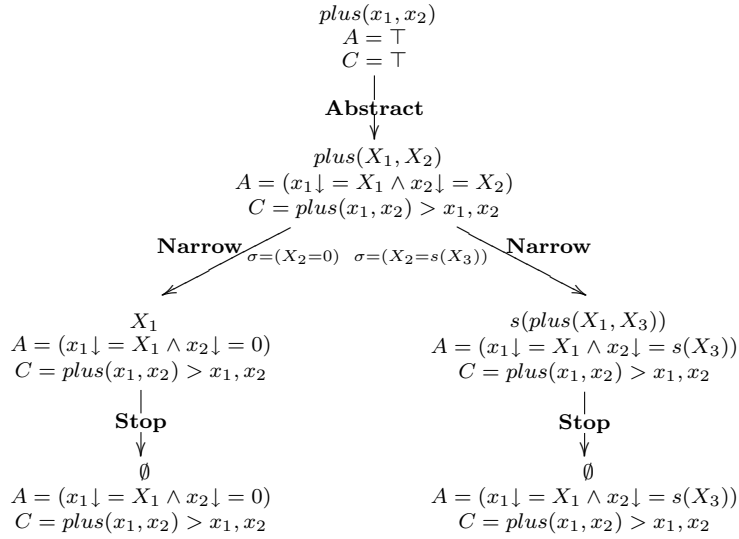 plus(x₁, x₂)
A = ⊤
C = ⊤
Abstract
plus(X₁, X₂)
A = (x₁↓ = X₁ ∧ x₂↓ = X₂)
C = plus(x₁, x₂) > x₁, x₂
Narrow σ=(X₂=0) σ=(X₂=s(X₃)) Narrow
X₁
A = (x₁↓ = X₁ ∧ x₂↓ = 0)
C = plus(x₁, x₂) > x₁, x₂
s(plus(X₁, X₃))
A = (x₁↓ = X₁ ∧ x₂↓ = s(X₃))
C = plus(x₁, x₂) > x₁, x₂
Stop
Stop
∅
A = (x₁↓ = X₁ ∧ x₂↓ = 0)
C = plus(x₁, x₂) > x₁, x₂
∅
A = (x₁↓ = X₁ ∧ x₂↓ = s(X₃))
C = plus(x₁, x₂) > x₁, x₂